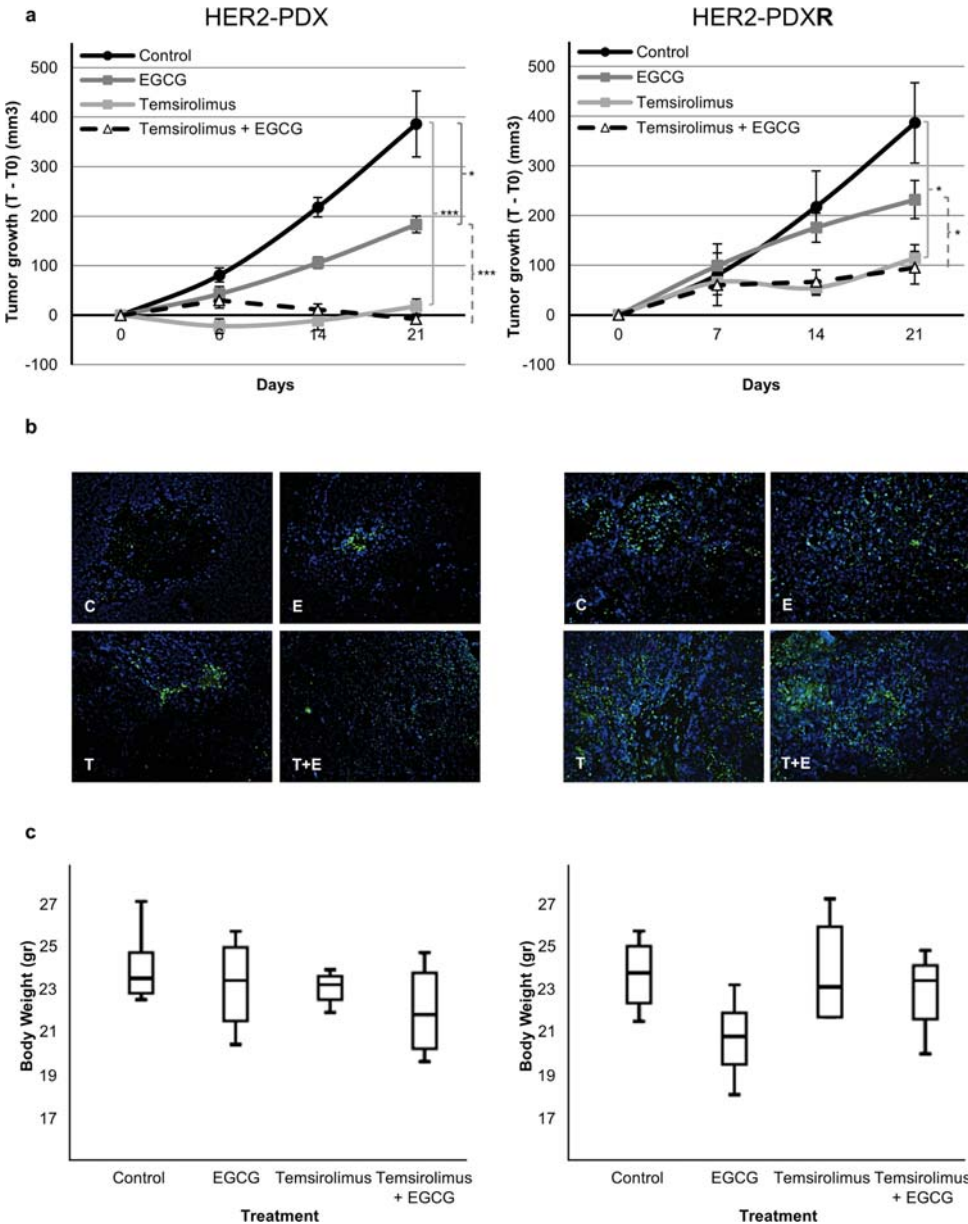 a
HER2-PDX
HER2-PDXR
Control
EGCG
Temsirolimus
Temsirolimus + EGCG
Tumor growth (T - T0) (mm3)
500
400
300
200
100
0
-100
0
14
21
Days
*
***
***
Control
EGCG
Temsirolimus
Temsirolimus + EGCG
Tumor growth (T - T0) (mm3)
500
400
300
200
100
0
-100
0
7
14
21
Days
*
*
b
C
E
T
T+E
C
E
T
T+E
c
Body Weight (gr)
27
25
23
21
19
17
Control
EGCG
Temsirolimus
Temsirolimus
+ EGCG
Treatment
Body Weight (gr)
27
25
23
21
19
17
Control
EGCG
Temsirolimus
Temsirolimus
+ EGCG
Treatment